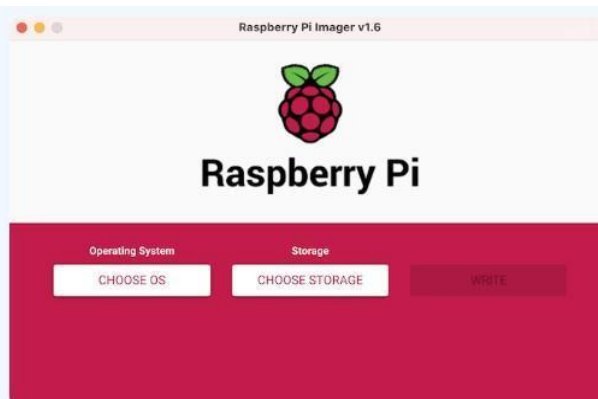 Raspberry Pi Imager v1.6
Raspberry Pi
Operating System
Storage
CHOOSE OS
CHOOSE STORAGE
WRITE